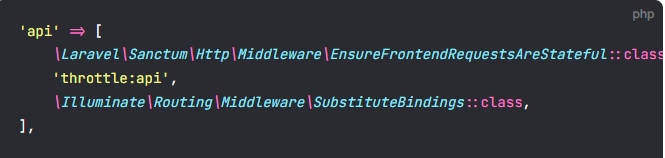 php
'api' => [
\Laravel\Sanctum\Http\Middleware\EnsureFrontendRequestsAreStateful::class
'throttle:api',
\Illuminate\Routing\Middleware\SubstituteBindings::class,
],